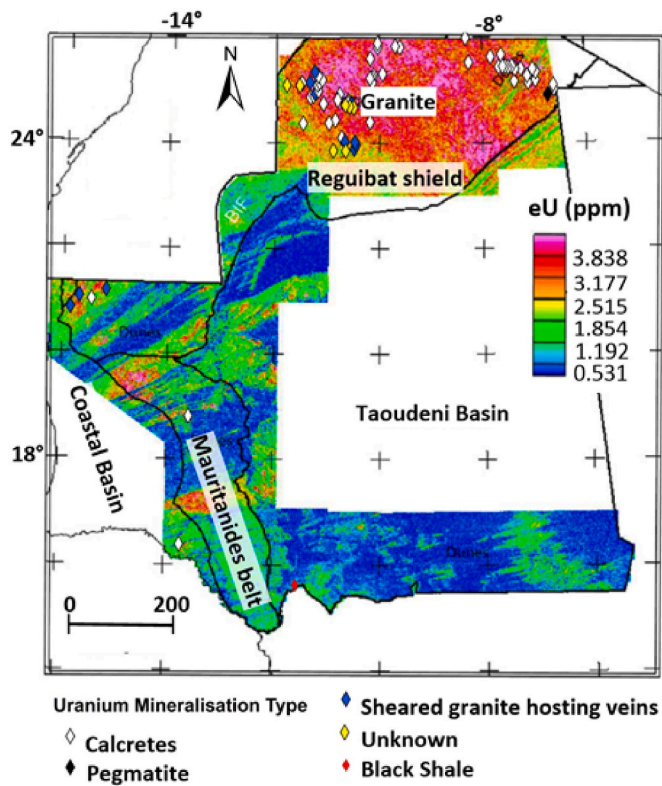 -14°
-8°
N
Granite
24°
Reguibat shield
BIF
eU (ppm)
3.838
3.177
2.515
1.854
1.192
0.531
Dunes
Taoudeni Basin
Coastal Basin
18°
Mauritanides belt
Dunes
0
200
Uranium Mineralisation Type
Sheared granite hosting veins
Calcretes
Unknown
Pegmatite
Black Shale